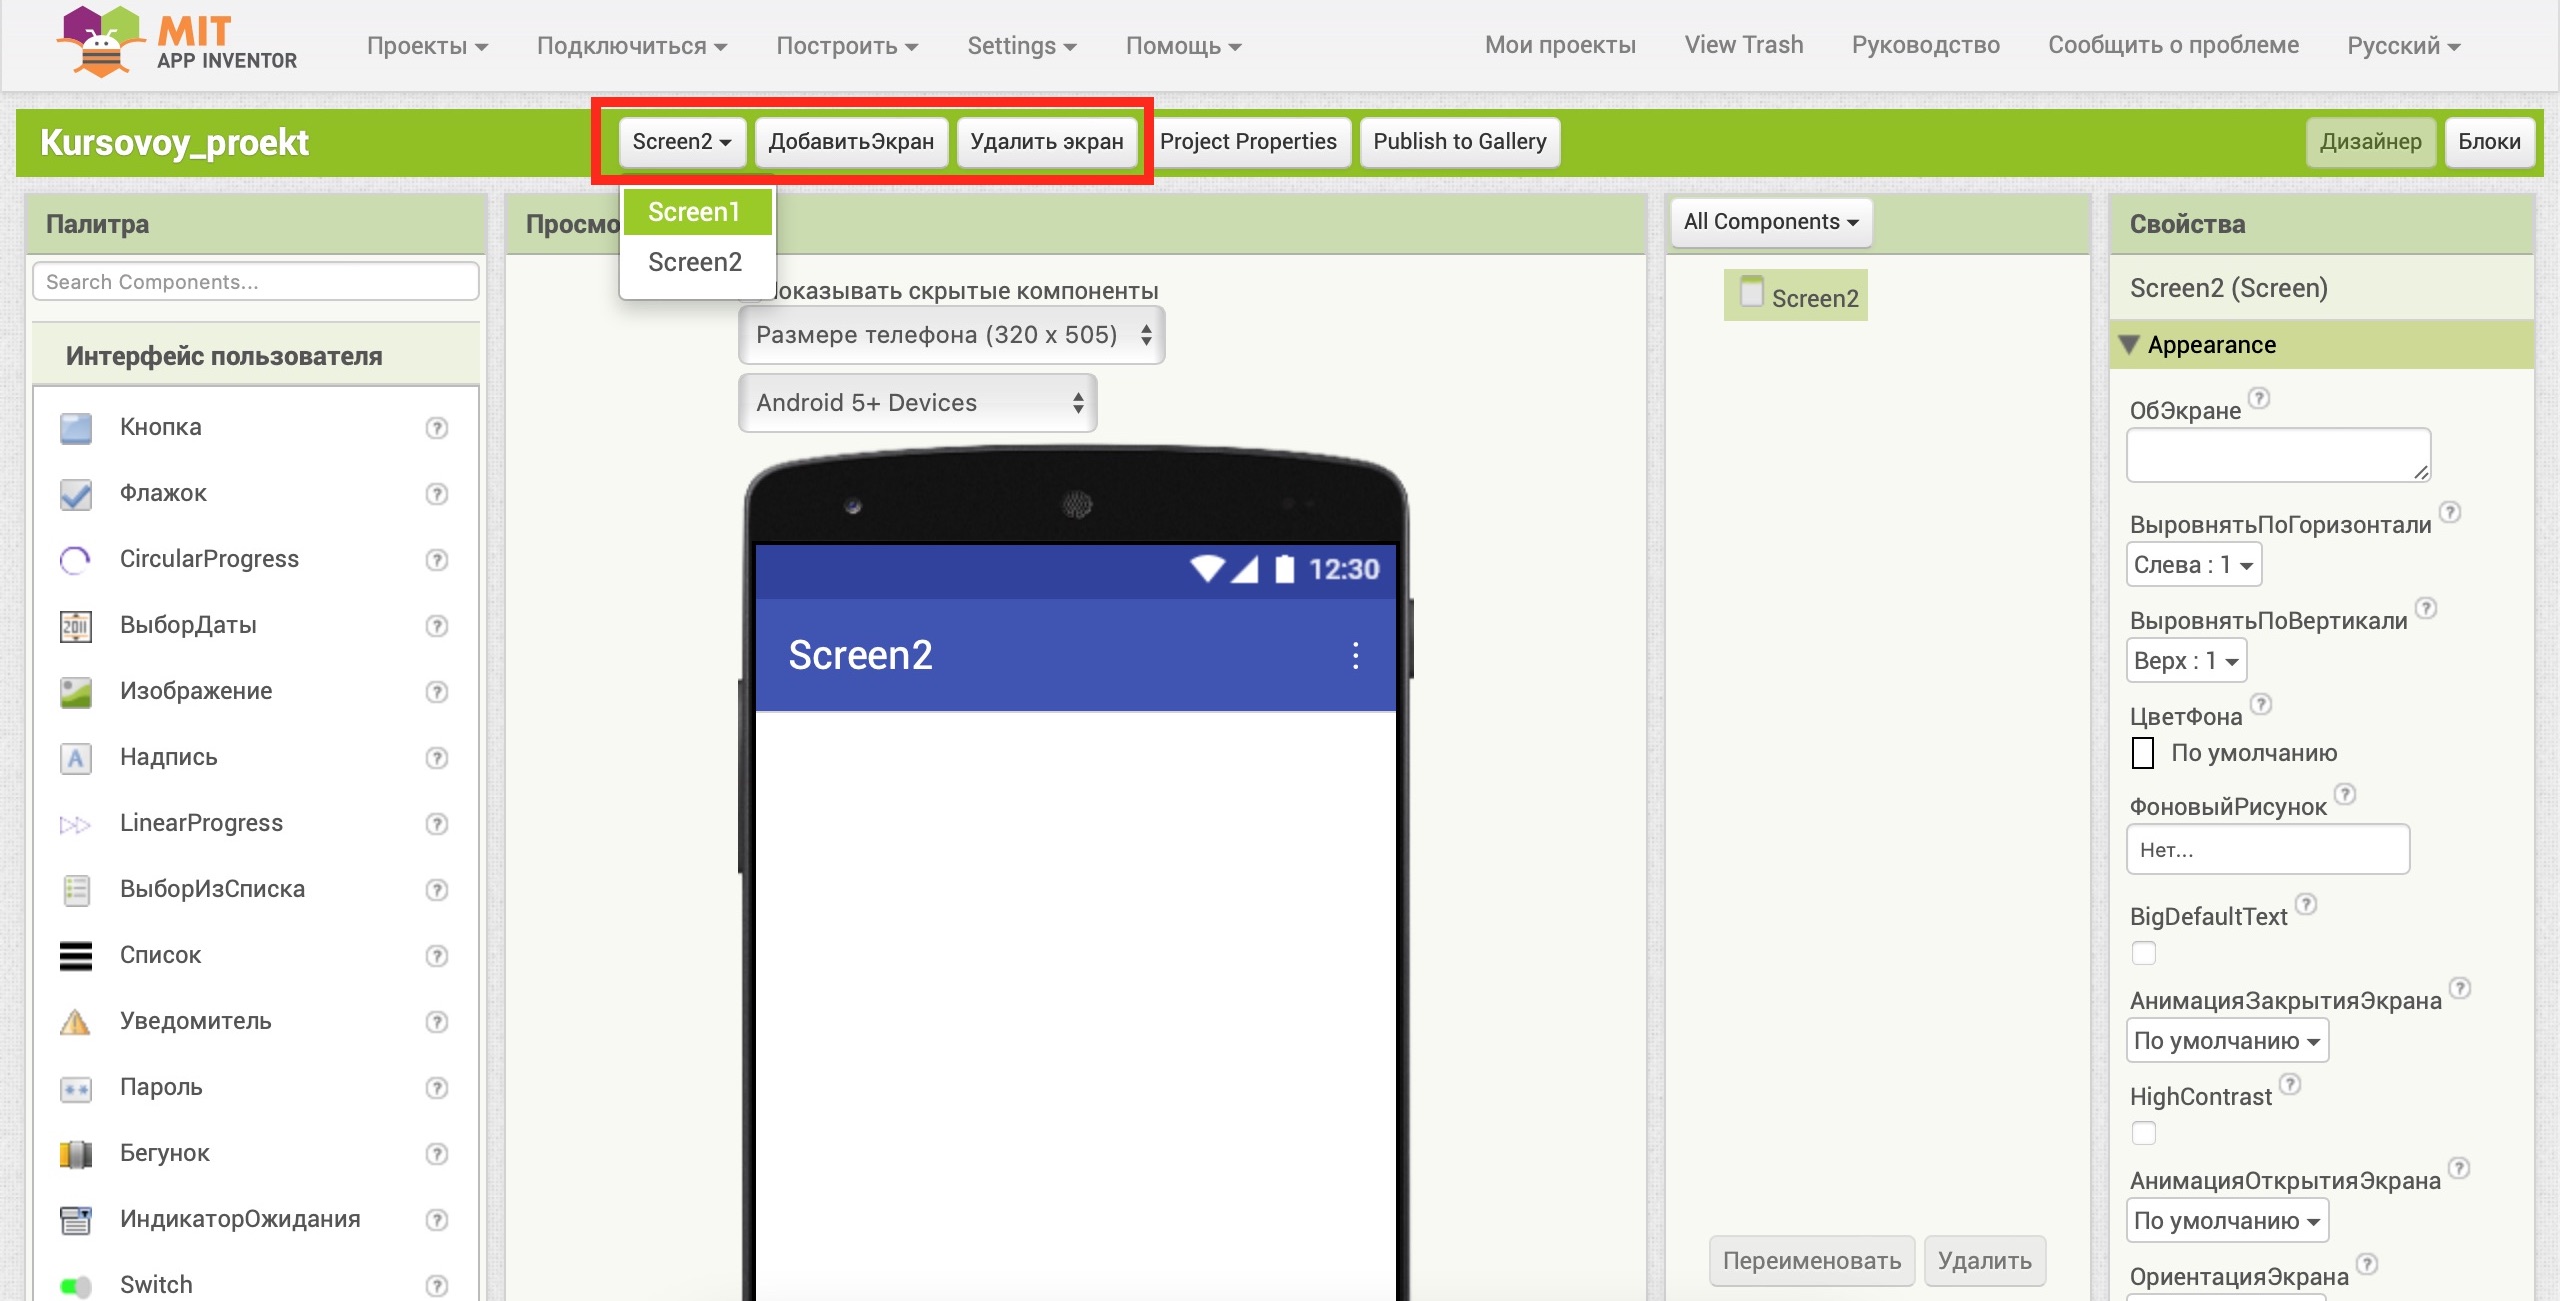 MIT
APP INVENTOR
Проекты
Подключиться
Построить
Settings
Помощь
Мои проекты
View Trash
Руководство
Сообщить о проблеме
Русский
Kursovoy_proekt
Screen2
ДобавитьЭкран
Удалить экран
Project Properties
Publish to Gallery
Дизайнер
Блоки
Screen1
Screen2
Палитра
Search Components...
Интерфейс пользователя
Кнопка
Флажок
CircularProgress
ВыборДаты
Изображение
Надпись
LinearProgress
ВыборИзСписка
Список
Уведомитель
Пароль
Бегунок
ИндикаторОжидания
Switch
Просмо
оказывать скрытые компоненты
Размере телефона (320 x 505)
Android 5+ Devices
12:30
Screen2
All Components
Screen2
Переименовать
Удалить
Свойства
Screen2 (Screen)
Appearance
ОбЭкране
ВыровнятьПоГоризонтали
Слева : 1
ВыровнятьПоВертикали
Верх : 1
ЦветФона
По умолчанию
ФоновыйРисунок
Нет...
BigDefaultText
АнимацияЗакрытияЭкрана
По умолчанию
HighContrast
АнимацияОткрытияЭкрана
По умолчанию
ОриентацияЭкрана